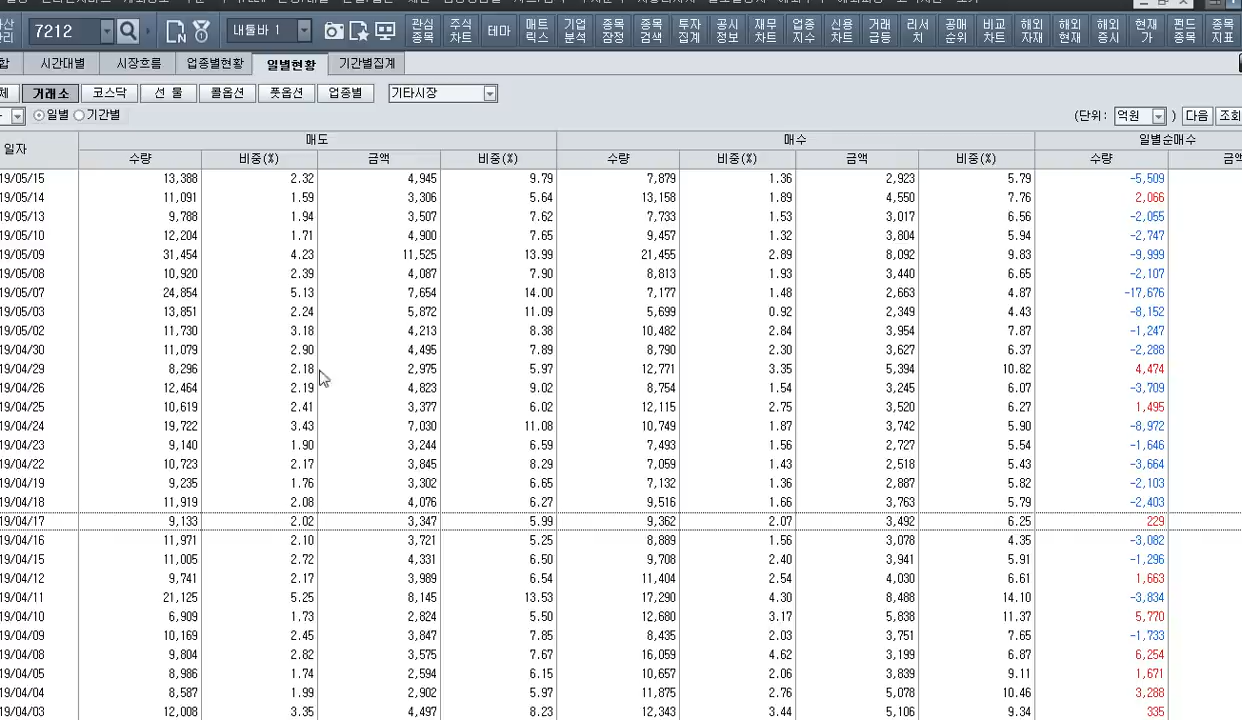 7212 내툴바 1 관심종목 주식차트 테마 매트릭스 기업분석 종목잠정 종목검색 투자집계 공시정보 재무차트 업종지수 신용차트 거래급등 리서치 공매순위 비교차트 해외자재 해외현재 해외증시 현재가 펀드종목 종목지표
합 시간대별 시장흐름 업종별현황 일별현황 기간별집계
체 거래소 코스닥 선 물 콜옵션 풋옵션 업종별 기타시장
일별 기간별 (단위: 억원 ) 다음 조회
일자 매도 매수 일별순매수
수량 비중(%) 금액 비중(%) 수량 비중(%) 금액 비중(%) 수량 금액
19/05/15 13,388 2.32 4,945 9.79 7,879 1.36 2,923 5.79 -5,509
19/05/14 11,091 1.59 3,306 5.64 13,158 1.89 4,550 7.76 2,066
19/05/13 9,788 1.94 3,507 7.62 7,733 1.53 3,017 6.56 -2,055
19/05/10 12,204 1.71 4,900 7.65 9,457 1.32 3,804 5.94 -2,747
19/05/09 31,454 4.23 11,525 13.99 21,455 2.89 8,092 9.83 -9,999
19/05/08 10,920 2.39 4,087 7.90 8,813 1.93 3,440 6.65 -2,107
19/05/07 24,854 5.13 7,654 14.00 7,177 1.48 2,663 4.87 -17,676
19/05/03 13,851 2.24 5,872 11.09 5,699 0.92 2,349 4.43 -8,152
19/05/02 11,730 3.18 4,213 8.38 10,482 2.84 3,954 7.87 -1,247
19/04/30 11,079 2.90 4,495 7.89 8,790 2.30 3,627 6.37 -2,288
19/04/29 8,296 2.18 2,975 5.97 12,771 3.35 5,394 10.82 4,474
19/04/26 12,464 2.19 4,823 9.02 8,754 1.54 3,245 6.07 -3,709
19/04/25 10,619 2.41 3,377 6.02 12,115 2.75 3,520 6.27 1,495
19/04/24 19,722 3.43 7,030 11.08 10,749 1.87 3,742 5.90 -8,972
19/04/23 9,140 1.90 3,244 6.59 7,493 1.56 2,727 5.54 -1,646
19/04/22 10,723 2.17 3,845 8.29 7,059 1.43 2,518 5.43 -3,664
19/04/19 9,235 1.76 3,302 6.65 7,132 1.36 2,887 5.82 -2,103
19/04/18 11,919 2.08 4,076 6.27 9,516 1.66 3,763 5.79 -2,403
19/04/17 9,133 2.02 3,347 5.99 9,362 2.07 3,492 6.25 229
19/04/16 11,971 2.10 3,721 5.25 8,889 1.56 3,078 4.35 -3,082
19/04/15 11,005 2.72 4,331 6.50 9,708 2.40 3,941 5.91 -1,296
19/04/12 9,741 2.17 3,989 6.54 11,404 2.54 4,030 6.61 1,663
19/04/11 21,125 5.25 8,145 13.53 17,290 4.30 8,488 14.10 -3,834
19/04/10 6,909 1.73 2,824 5.50 12,680 3.17 5,838 11.37 5,770
19/04/09 10,169 2.45 3,847 7.85 8,435 2.03 3,751 7.65 -1,733
19/04/08 9,804 2.82 3,575 7.67 16,059 4.62 3,199 6.87 6,254
19/04/05 8,986 1.74 2,594 6.15 10,657 2.06 3,839 9.11 1,671
19/04/04 8,587 1.99 2,902 5.97 11,875 2.76 5,078 10.46 3,288
19/04/03 12,008 3.35 4,497 8.23 12,343 3.44 5,106 9.34 335